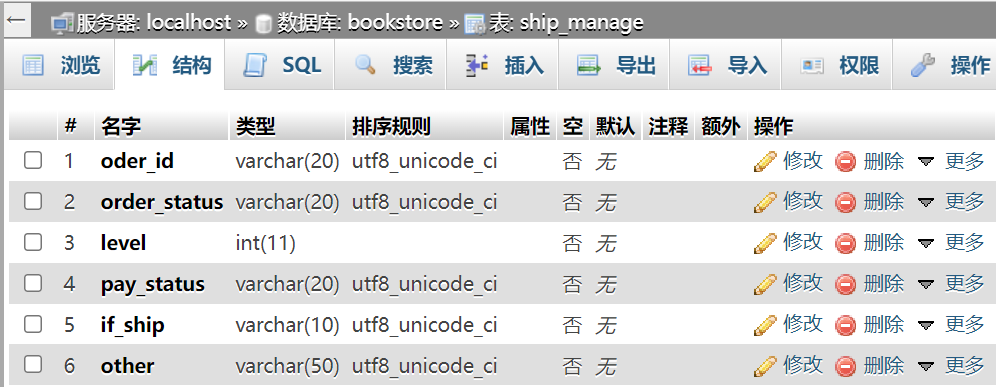 ← 服务器: localhost » 数据库: bookstore » 表: ship_manage
浏览 结构 SQL 搜索 插入 导出 导入 权限 操作
# 名字 类型 排序规则 属性 空 默认 注释 额外 操作
1 oder_id varchar(20) utf8_unicode_ci 否 无 修改 删除 更多
2 order_status varchar(20) utf8_unicode_ci 否 无 修改 删除 更多
3 level int(11) 否 无 修改 删除 更多
4 pay_status varchar(20) utf8_unicode_ci 否 无 修改 删除 更多
5 if_ship varchar(10) utf8_unicode_ci 否 无 修改 删除 更多
6 other varchar(50) utf8_unicode_ci 否 无 修改 删除 更多